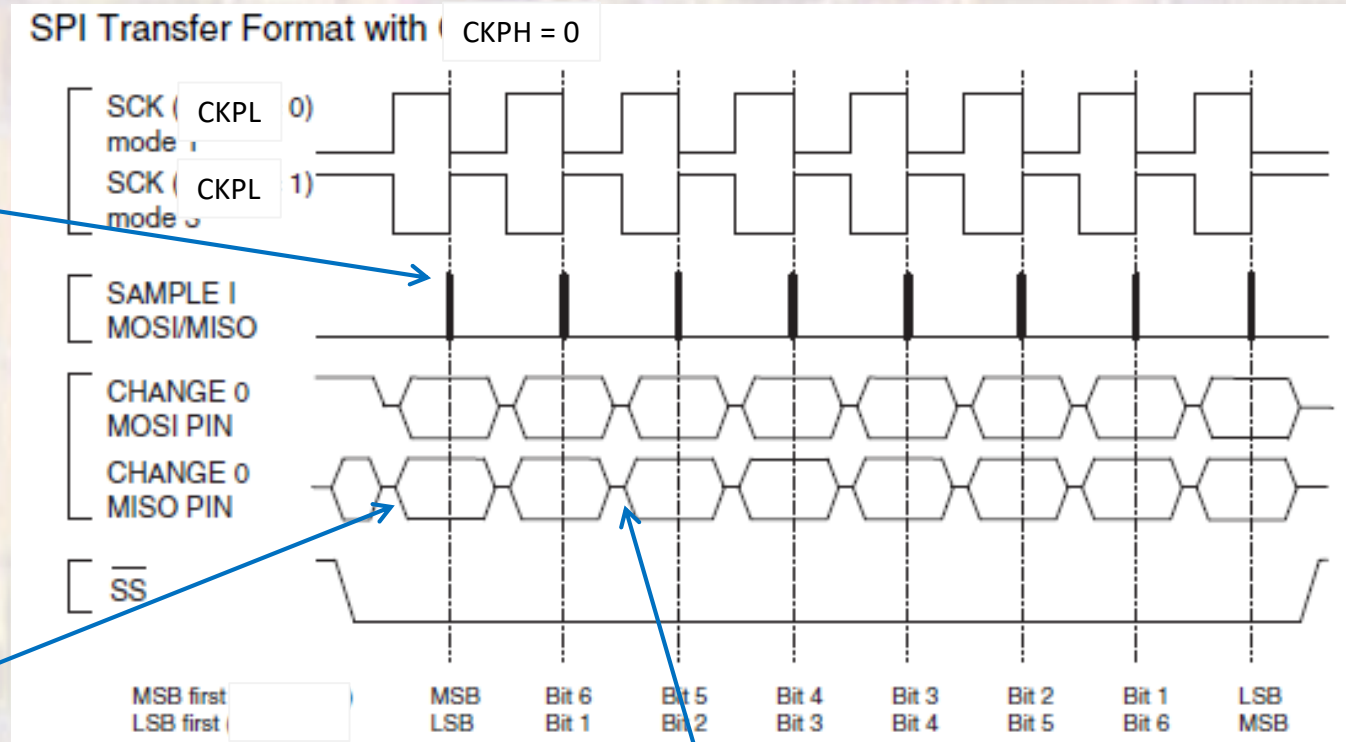 SPI Transfer Format with CKPH = 0
SCK ( CKPL 0)
mode
SCK ( CKPL 1)
mode
SAMPLE I
MOSI/MISO
CHANGE 0
MOSI PIN
CHANGE 0
MISO PIN
SS
MSB first ) MSB Bit 6 Bit 5 Bit 4 Bit 3 Bit 2 Bit 1 LSB
LSB first ( LSB Bit 1 Bit 2 Bit 3 Bit 4 Bit 5 Bit 6 MSB